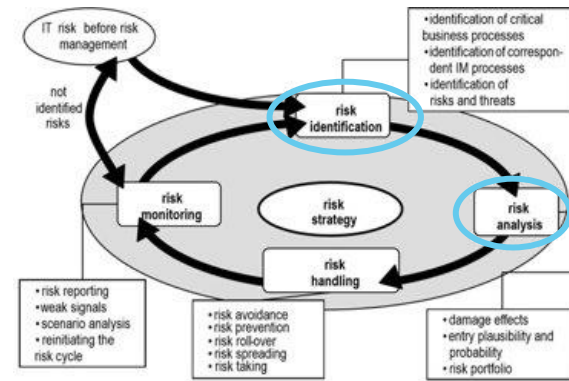 IT risk before risk
management
not
identified
risks
• identification of critical
business processes
• identification of correspon-
dent IM processes
• identification of
risks and threats
risk
identification
risk
monitoring
risk
strategy
risk
analysis
risk
handling
• risk reporting
• weak signals
• scenario analysis
• reinitiating the
risk cycle
• risk avoidance
• risk prevention
• risk roll-over
• risk spreading
• risk taking
• damage effects
• entry plausibility and
probability
• risk portfolio